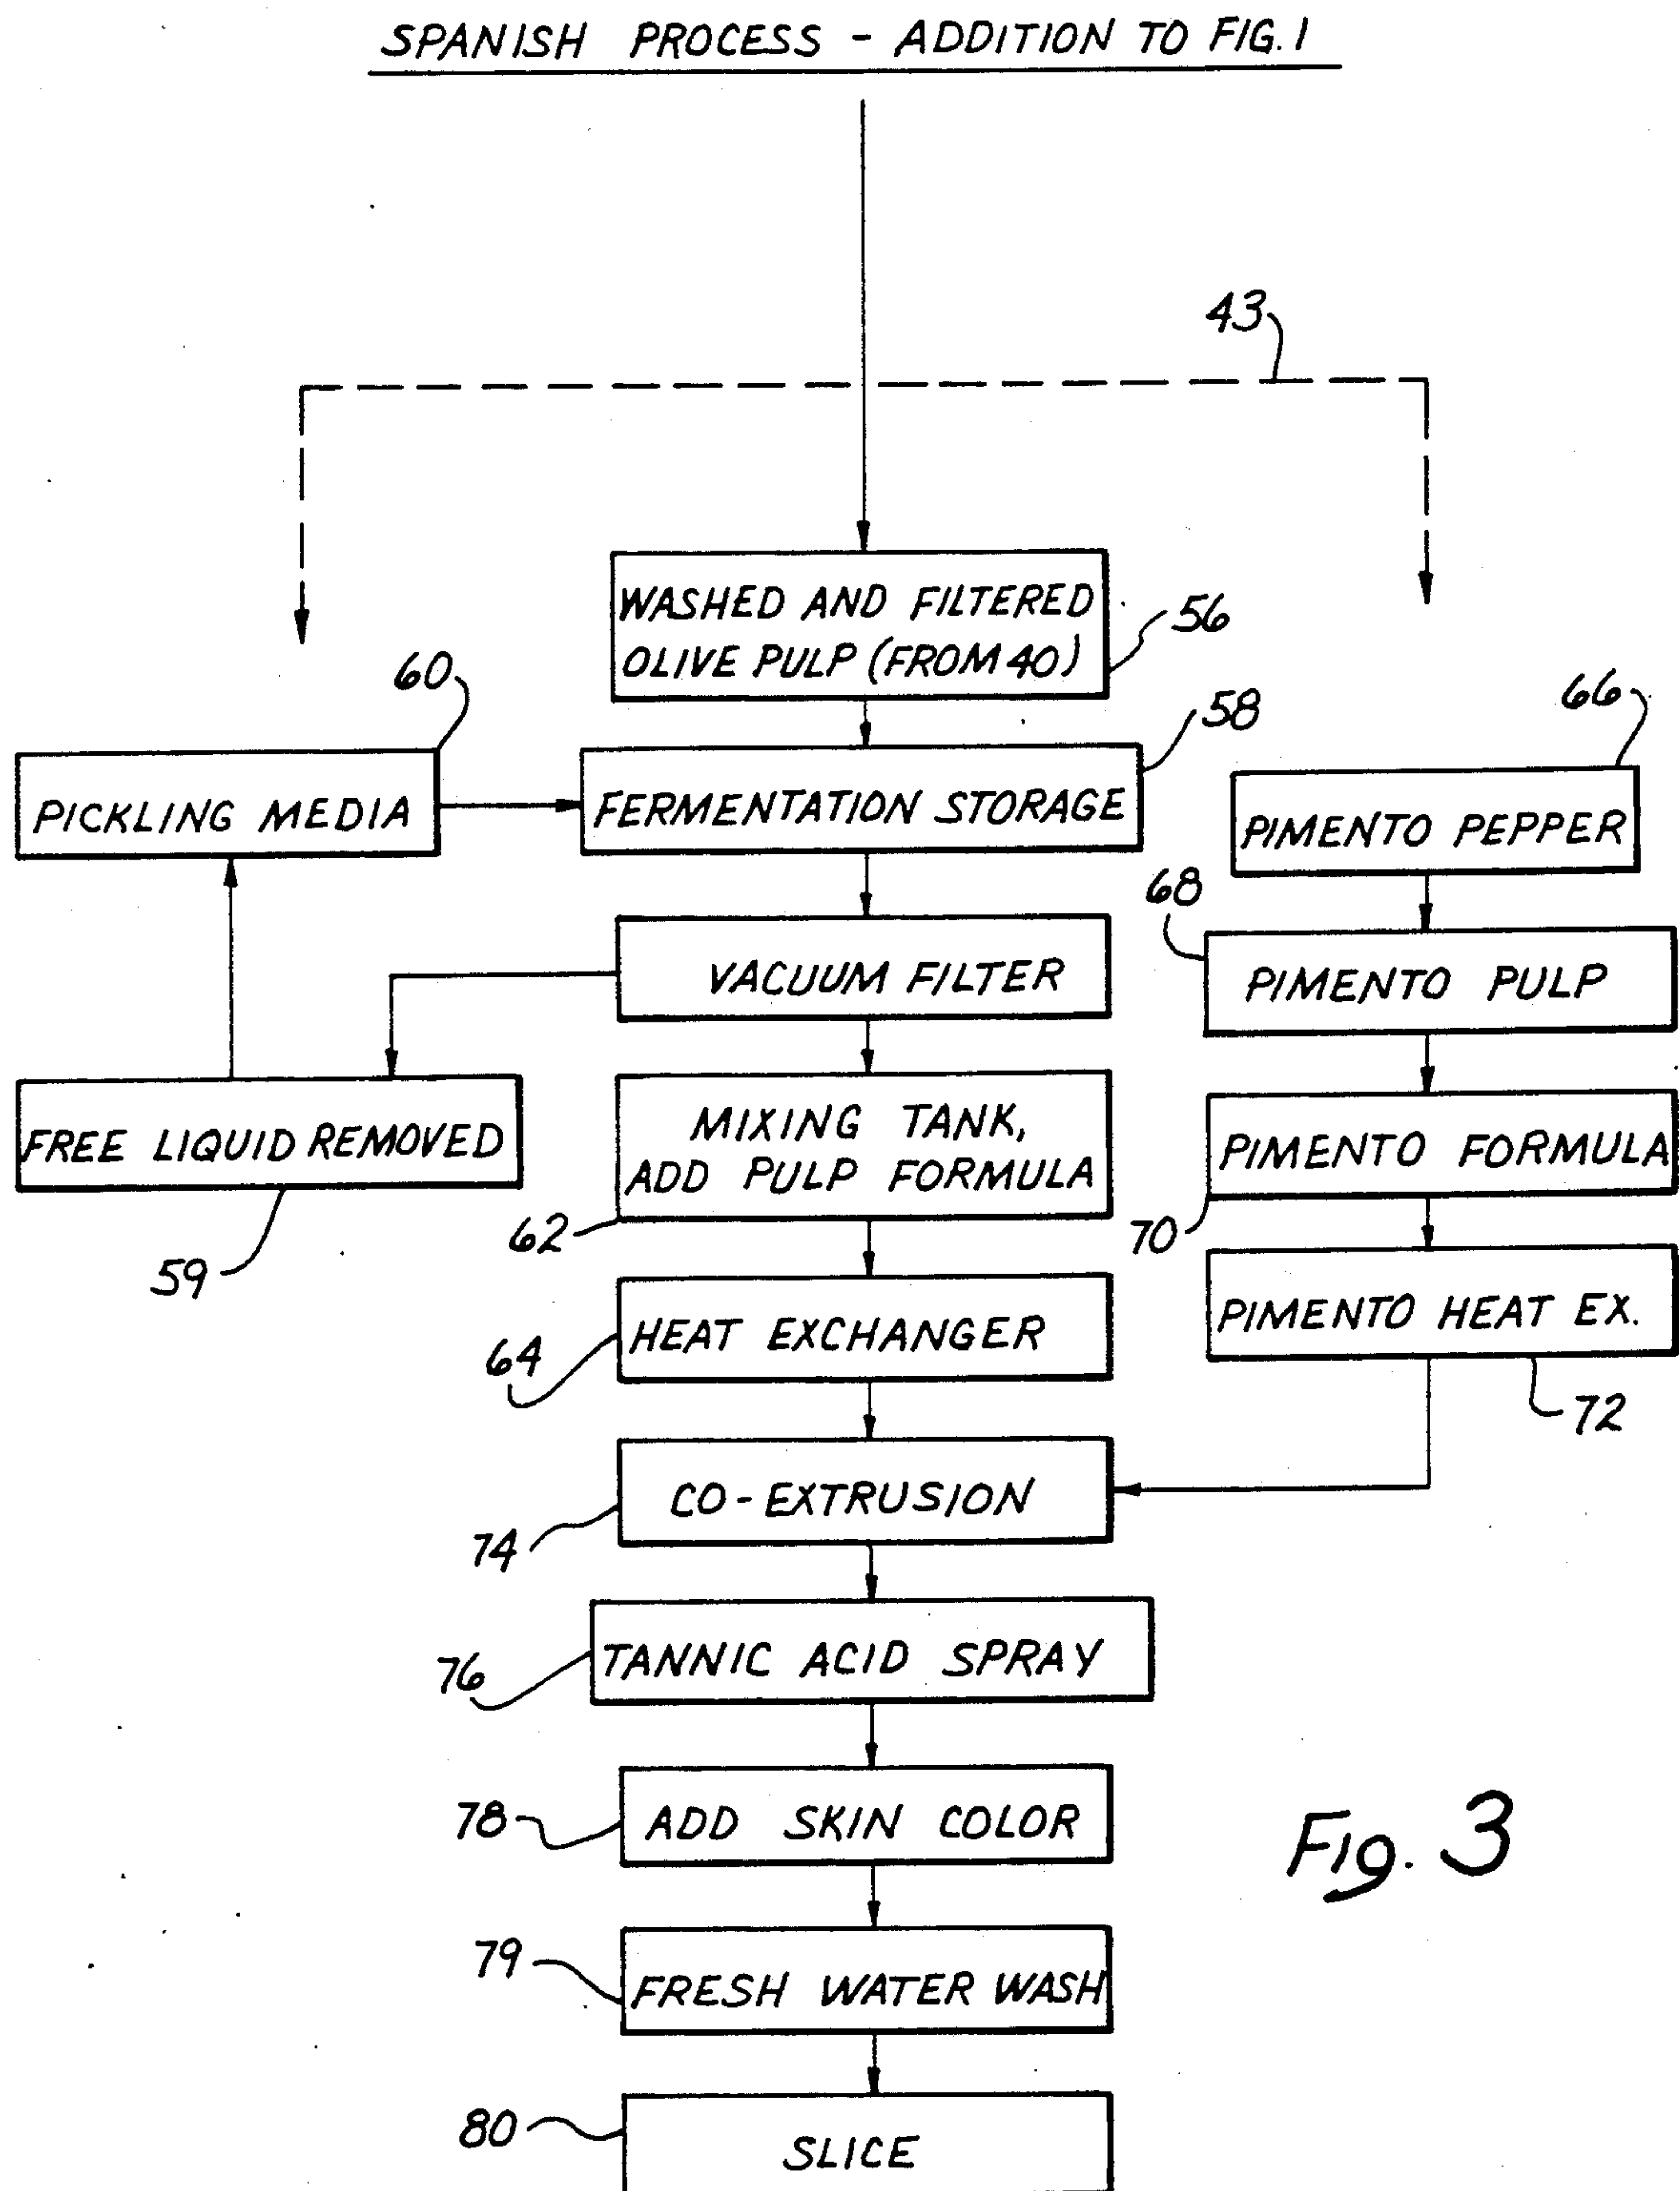 SPANISH PROCESS - ADDITION TO FIG. 1
43
WASHED AND FILTERED
OLIVE PULP (FROM 40)
56
60
PICKLING MEDIA
FERMENTATION STORAGE
58
66
PIMENTO PEPPER
68
VACUUM FILTER
PIMENTO PULP
FREE LIQUID REMOVED
59
MIXING TANK,
ADD PULP FORMULA
62
PIMENTO FORMULA
70
HEAT EXCHANGER
64
PIMENTO HEAT EX.
72
CO-EXTRUSION
74
TANNIC ACID SPRAY
76
ADD SKIN COLOR
78
Fig. 3
FRESH WATER WASH
79
SLICE
80